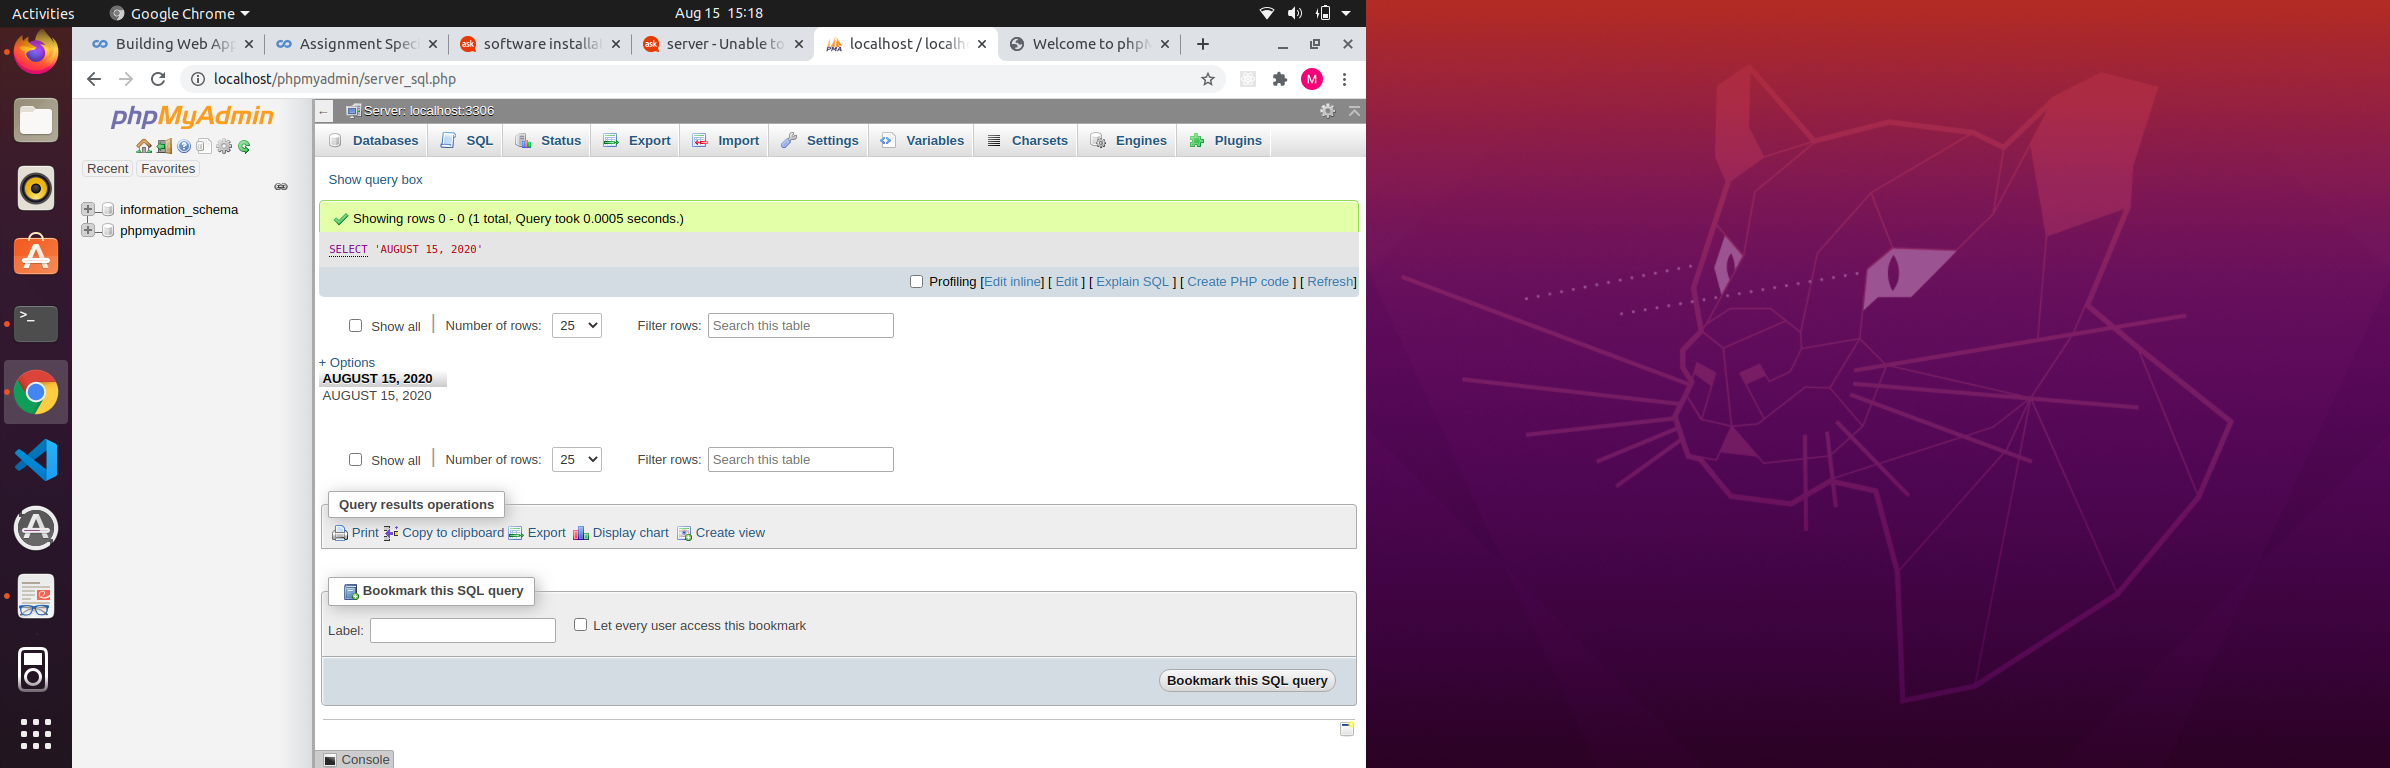 Activities Google Chrome Aug 15 15:18
Building Web App Assignment Spec software installa server - Unable to localhost / localh Welcome to phpM
localhost/phpmyadmin/server_sql.php M
phpMyAdmin
Recent Favorites
information_schema
phpmyadmin
← Server: localhost:3306
Databases SQL Status Export Import Settings Variables Charsets Engines Plugins
Show query box
Showing rows 0 - 0 (1 total, Query took 0.0005 seconds.)
SELECT 'AUGUST 15, 2020'
Profiling [Edit inline] [ Edit ] [ Explain SQL ] [ Create PHP code ] [ Refresh]
Show all | Number of rows: 25 Filter rows: Search this table
+ Options
AUGUST 15, 2020
AUGUST 15, 2020
Show all | Number of rows: 25 Filter rows: Search this table
Query results operations
Print Copy to clipboard Export Display chart Create view
Bookmark this SQL query
Label: Let every user access this bookmark
Bookmark this SQL query
Console